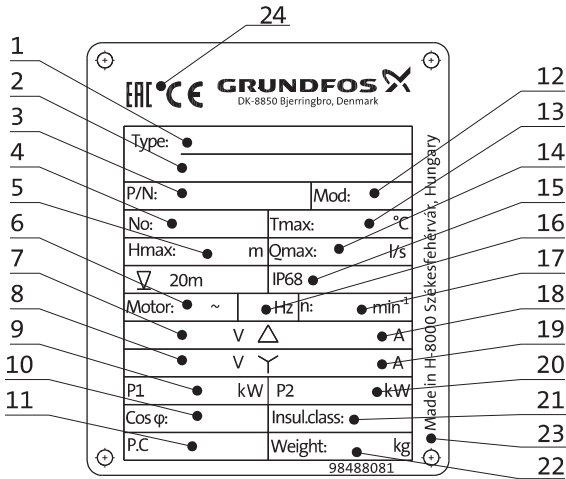 24
1
2
3
4
5
6
7
8
9
10
11
EAC CE GRUNDFOS
DK-8850 Bjerringbro, Denmark
Type:
P/N: Mod:
No: Tmax: °C
Hmax: m Qmax: l/s
20m IP68
Motor: ~ Hz n: min-1
V △ A
V A
P1 kW P2 kW
Cos φ: Insul.class:
P.C Weight: kg
98488081
Made in H-8000 Székesfehérvár, Hungary
12
13
14
15
16
17
18
19
20
21
23
22